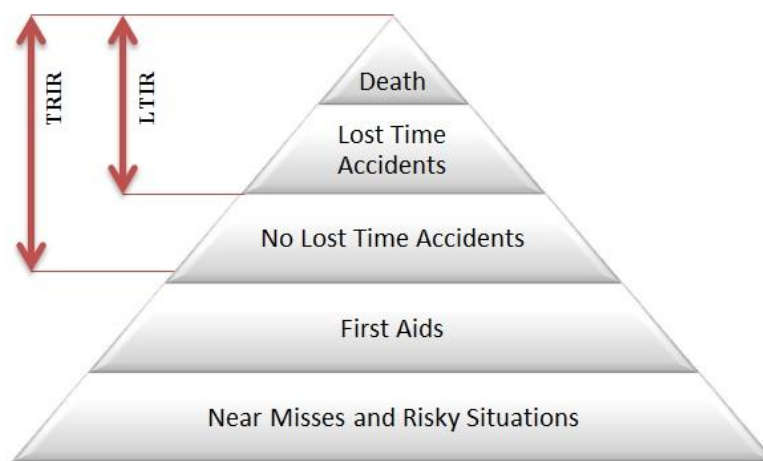 TRIR
LTIR
Death
Lost Time
Accidents
No Lost Time Accidents
First Aids
Near Misses and Risky Situations